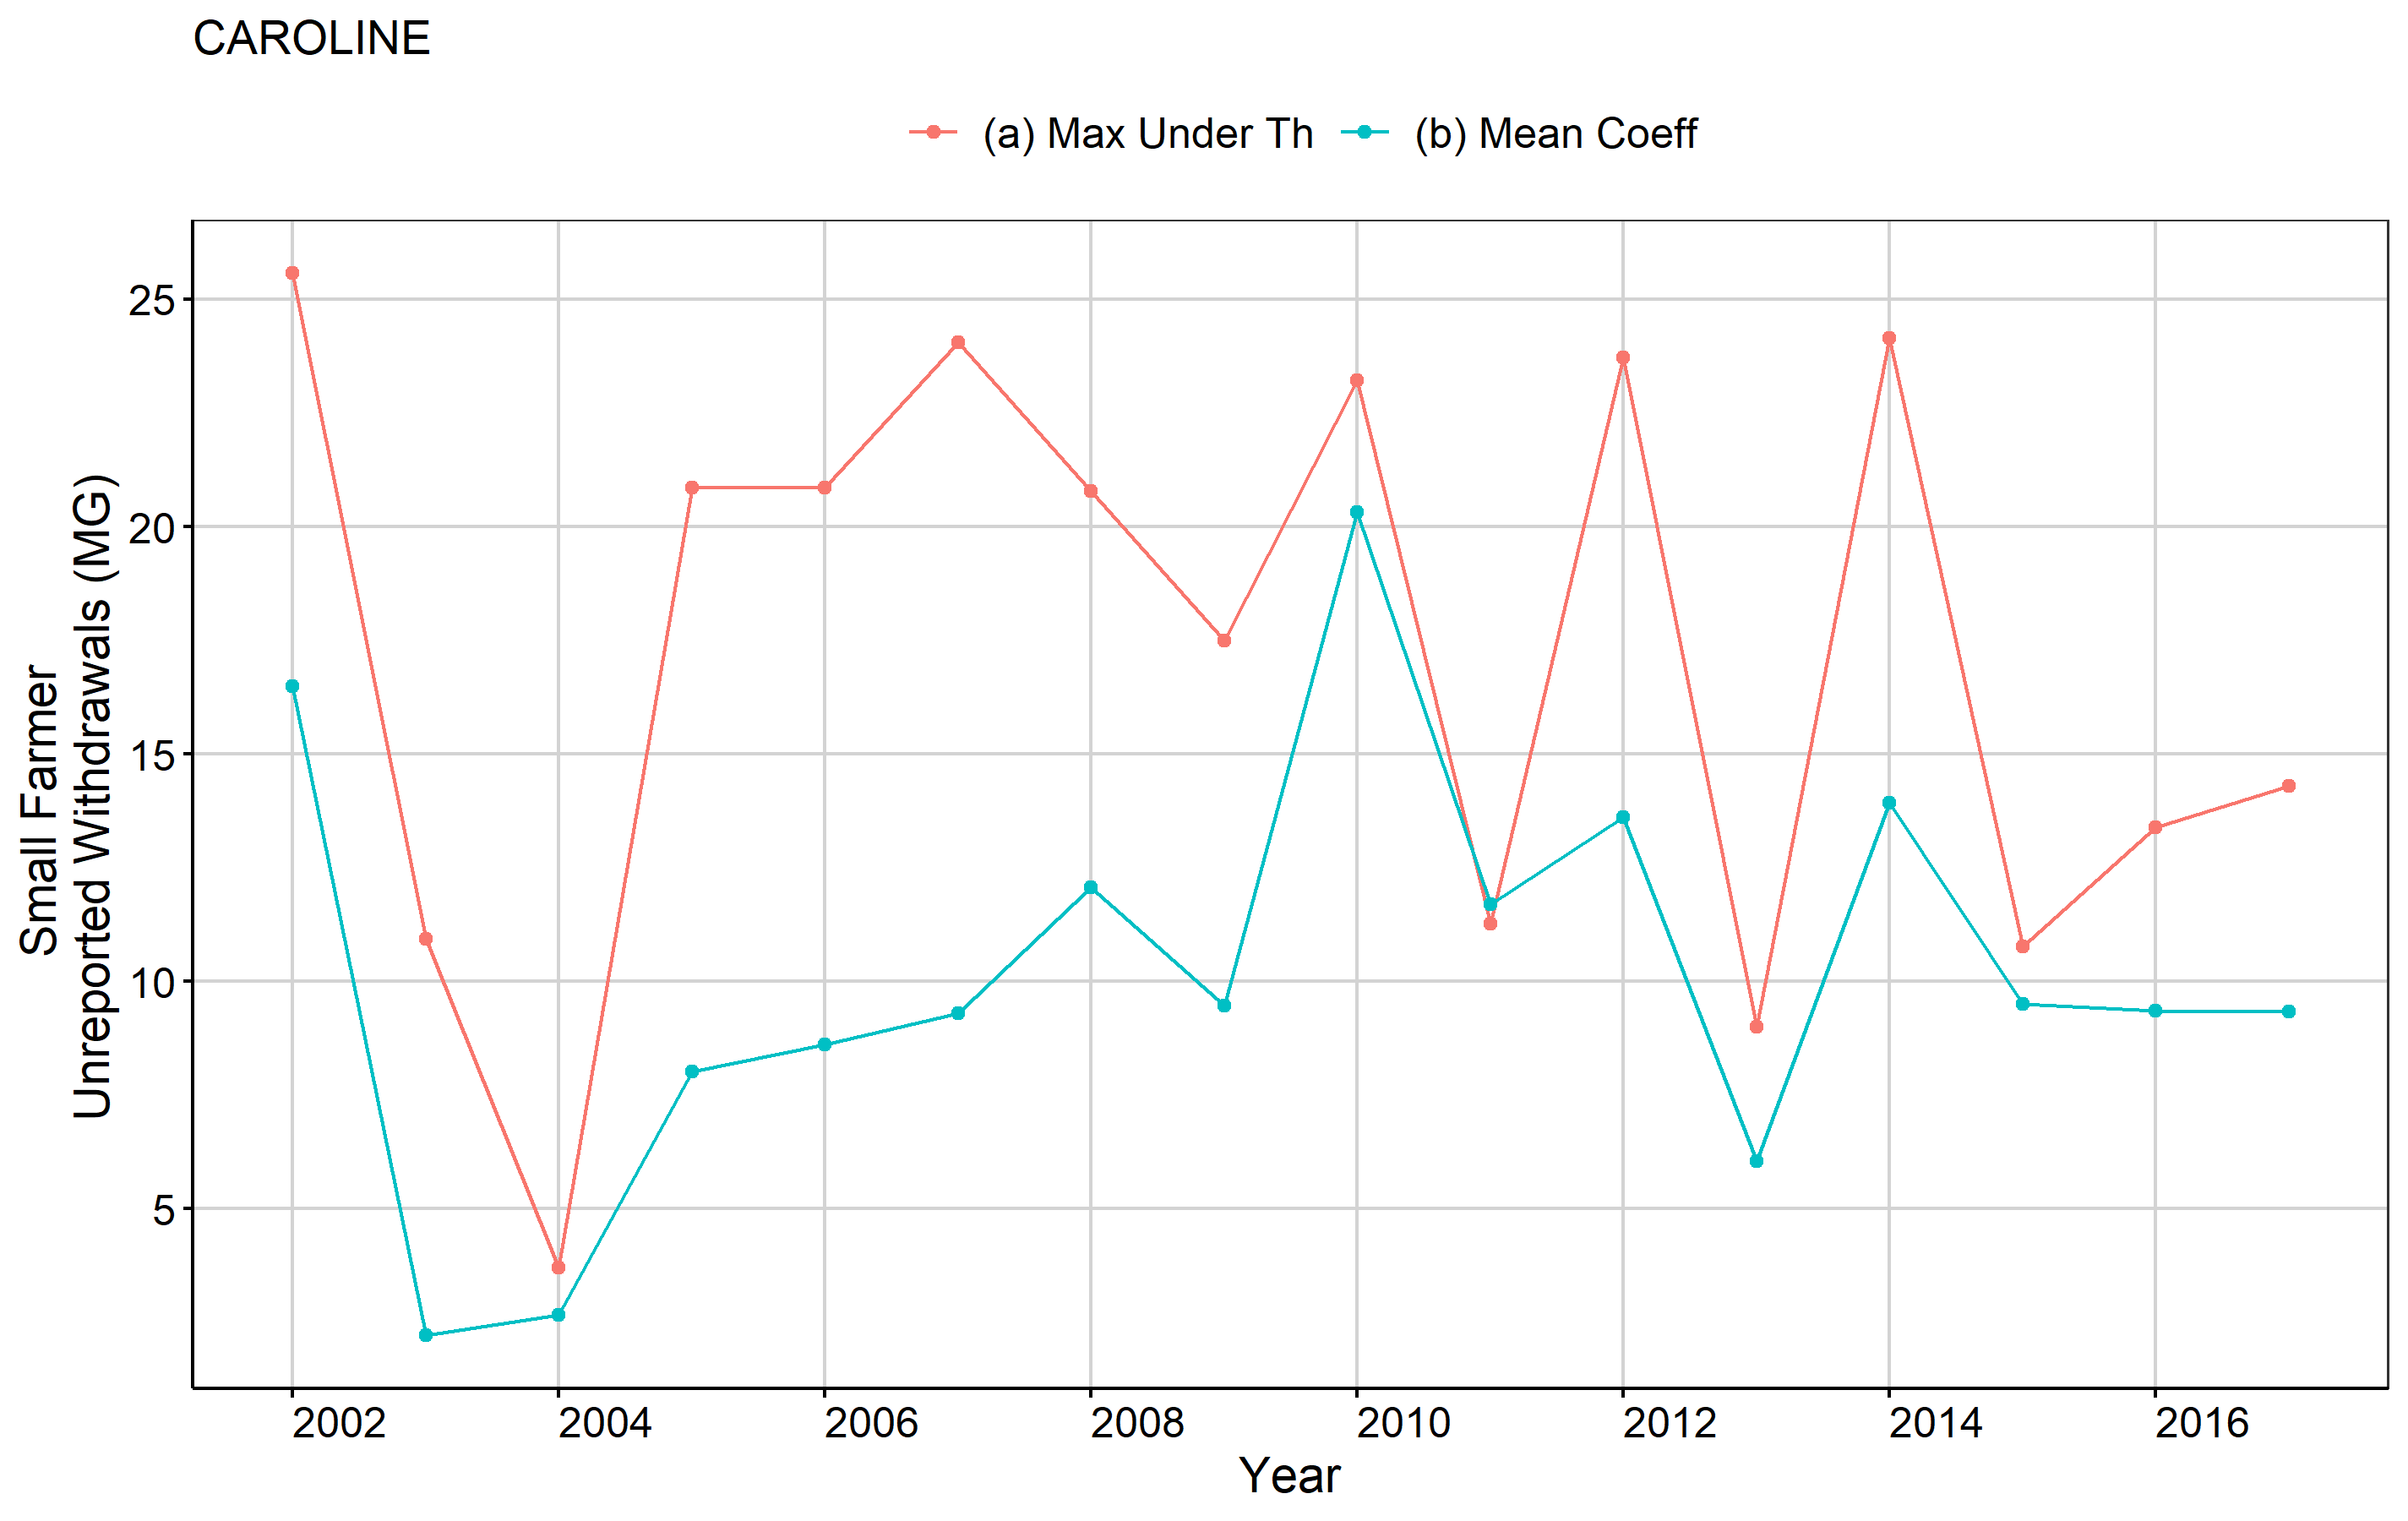 CAROLINE
(a) Max Under Th (b) Mean Coeff
Small Farmer
Unreported Withdrawals (MG)
25
20
15
10
5
2002 2004 2006 2008 2010 2012 2014 2016
Year